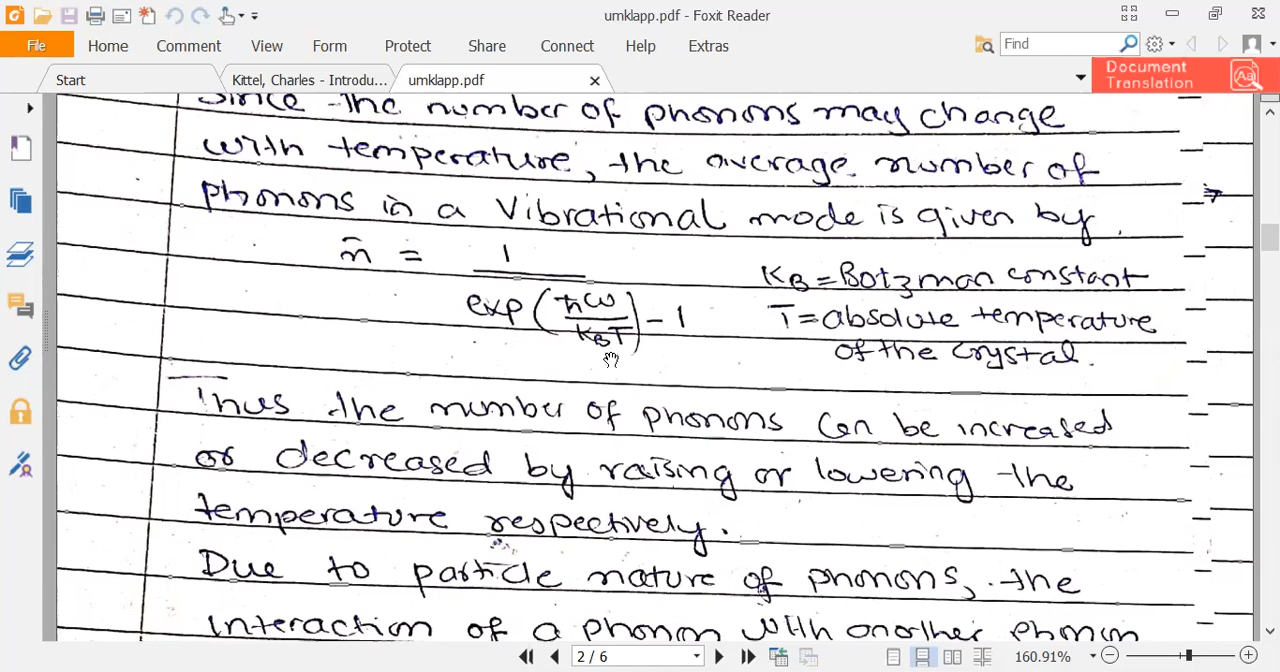 umklapp.pdf - Foxit Reader
File Home Comment View Form Protect Share Connect Help Extras Find
Start Kittel, Charles - Introdu... umklapp.pdf Document Translation
Since the number of phonons may change
with temperature, the average number of
phonons in a vibrational mode is given by
n̄ = 1 / exp(ħω / K_B T) - 1
K_B = Botzman constant
T = absolute temperature
of the crystal.
Thus the number of phonons can be increased
or decreased by raising or lowering the
temperature respectively.
Due to particle nature of phonons, the
interaction of a phonon with another phonon
2 / 6 160.91%